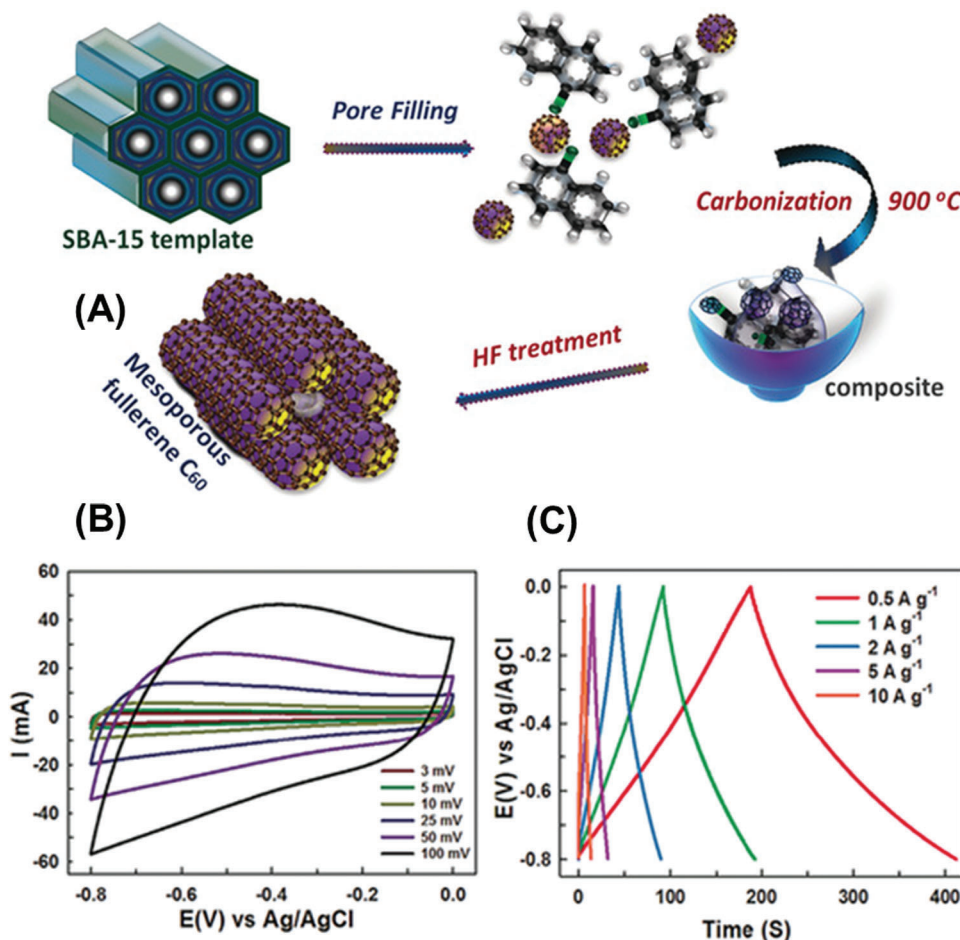 Pore Filling
SBA-15 template
Carbonization 900 °C
(A)
HF treatment
composite
Mesoporous
fullerene C60
(B)
60
40
20
0
-20
-40
-60
I (mA)
3 mV
5 mV
10 mV
25 mV
50 mV
100 mV
-0.8 -0.6 -0.4 -0.2 0.0
E(V) vs Ag/AgCl
(C)
0.0
-0.2
-0.4
-0.6
-0.8
E(V) vs Ag/AgCl
0.5 A g-1
1 A g-1
2 A g-1
5 A g-1
10 A g-1
0 100 200 300 400
Time (S)